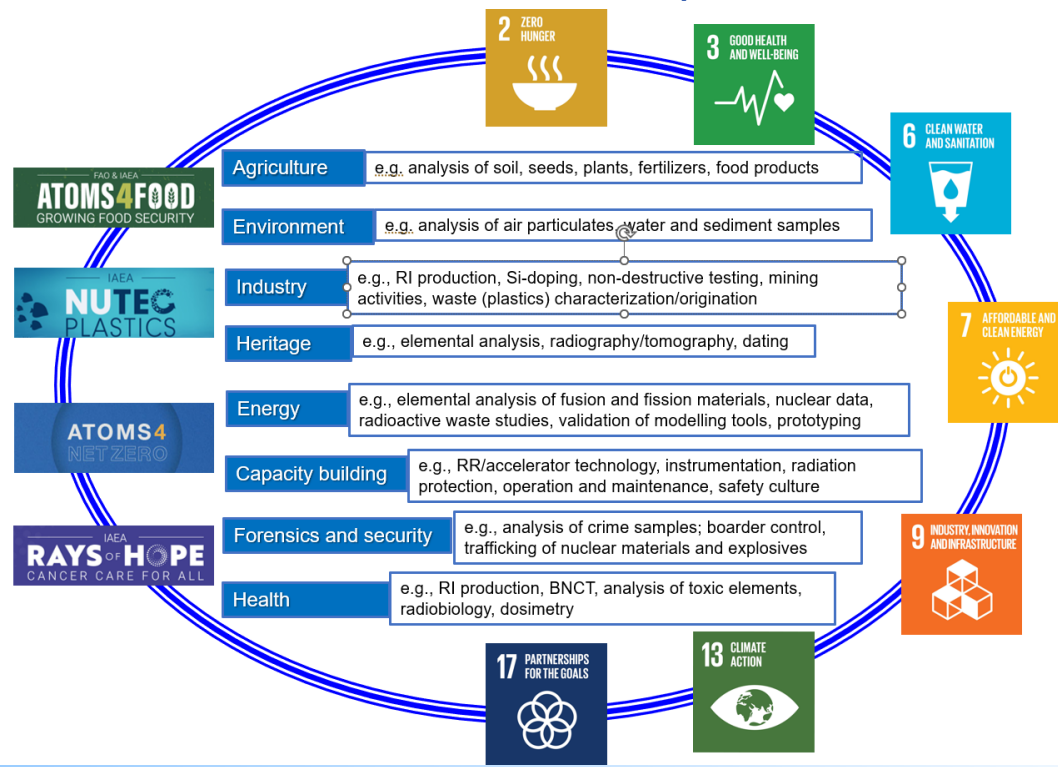 2 ZERO
HUNGER
3 GOOD HEALTH
AND WELL-BEING
6 CLEAN WATER
AND SANITATION
FAO & IAEA
ATOMS4FOOD
GROWING FOOD SECURITY
Agriculture
e.g. analysis of soil, seeds, plants, fertilizers, food products
Environment
e.g. analysis of air particulates, water and sediment samples
IAEA
NUTEC
PLASTICS
Industry
e.g., RI production, Si-doping, non-destructive testing, mining
activities, waste (plastics) characterization/origination
7 AFFORDABLE AND
CLEAN ENERGY
Heritage
e.g., elemental analysis, radiography/tomography, dating
ATOMS4
NETZERO
Energy
e.g., elemental analysis of fusion and fission materials, nuclear data,
radioactive waste studies, validation of modelling tools, prototyping
Capacity building
e.g., RR/accelerator technology, instrumentation, radiation
protection, operation and maintenance, safety culture
IAEA
RAYS OF HOPE
CANCER CARE FOR ALL
Forensics and security
e.g., analysis of crime samples; boarder control,
trafficking of nuclear materials and explosives
9 INDUSTRY, INNOVATION
AND INFRASTRUCTURE
Health
e.g., RI production, BNCT, analysis of toxic elements,
radiobiology, dosimetry
17 PARTNERSHIPS
FOR THE GOALS
13 CLIMATE
ACTION